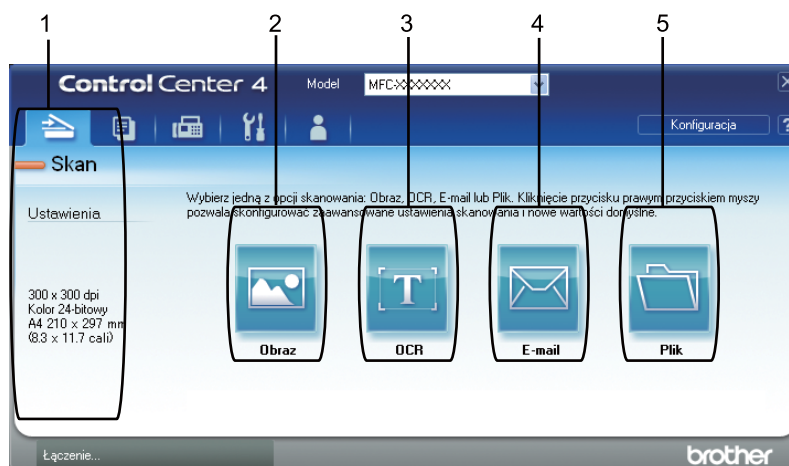 1 2 3 4 5
Control Center 4 Model MFC-XXXXXX
Konfiguracja ?
Skan
Wybierz jedną z opcji skanowania: Obraz, OCR, E-mail lub Plik. Kliknięcie przycisku prawym przyciskiem myszy
Ustawienia
pozwala skonfigurować zaawansowane ustawienia skanowania i nowe wartości domyślne.
300 x 300 dpi
Kolor 24-bitowy
A4 210 x 297 mm
(8.3 x 11.7 cali)
T
Obraz OCR E-mail Plik
Łączenie...
brother